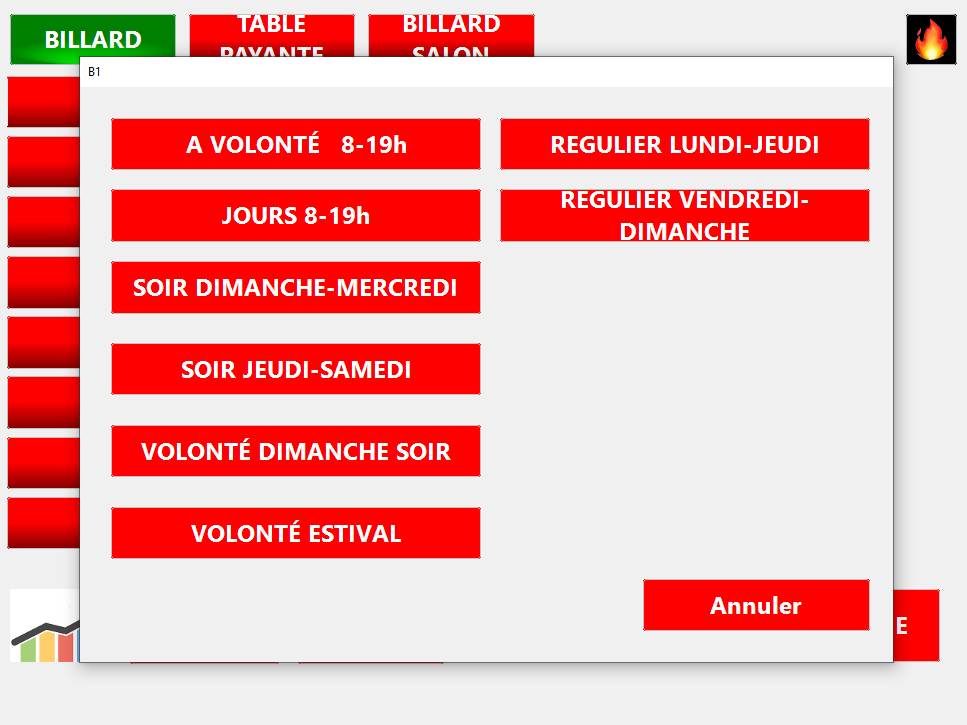 BILLARD
TABLE
PAYANTE
BILLARD
SALON
B1
A VOLONTÉ 8-19h
REGULIER LUNDI-JEUDI
JOURS 8-19h
REGULIER VENDREDI-
DIMANCHE
SOIR DIMANCHE-MERCREDI
SOIR JEUDI-SAMEDI
VOLONTÉ DIMANCHE SOIR
VOLONTÉ ESTIVAL
Annuler
E